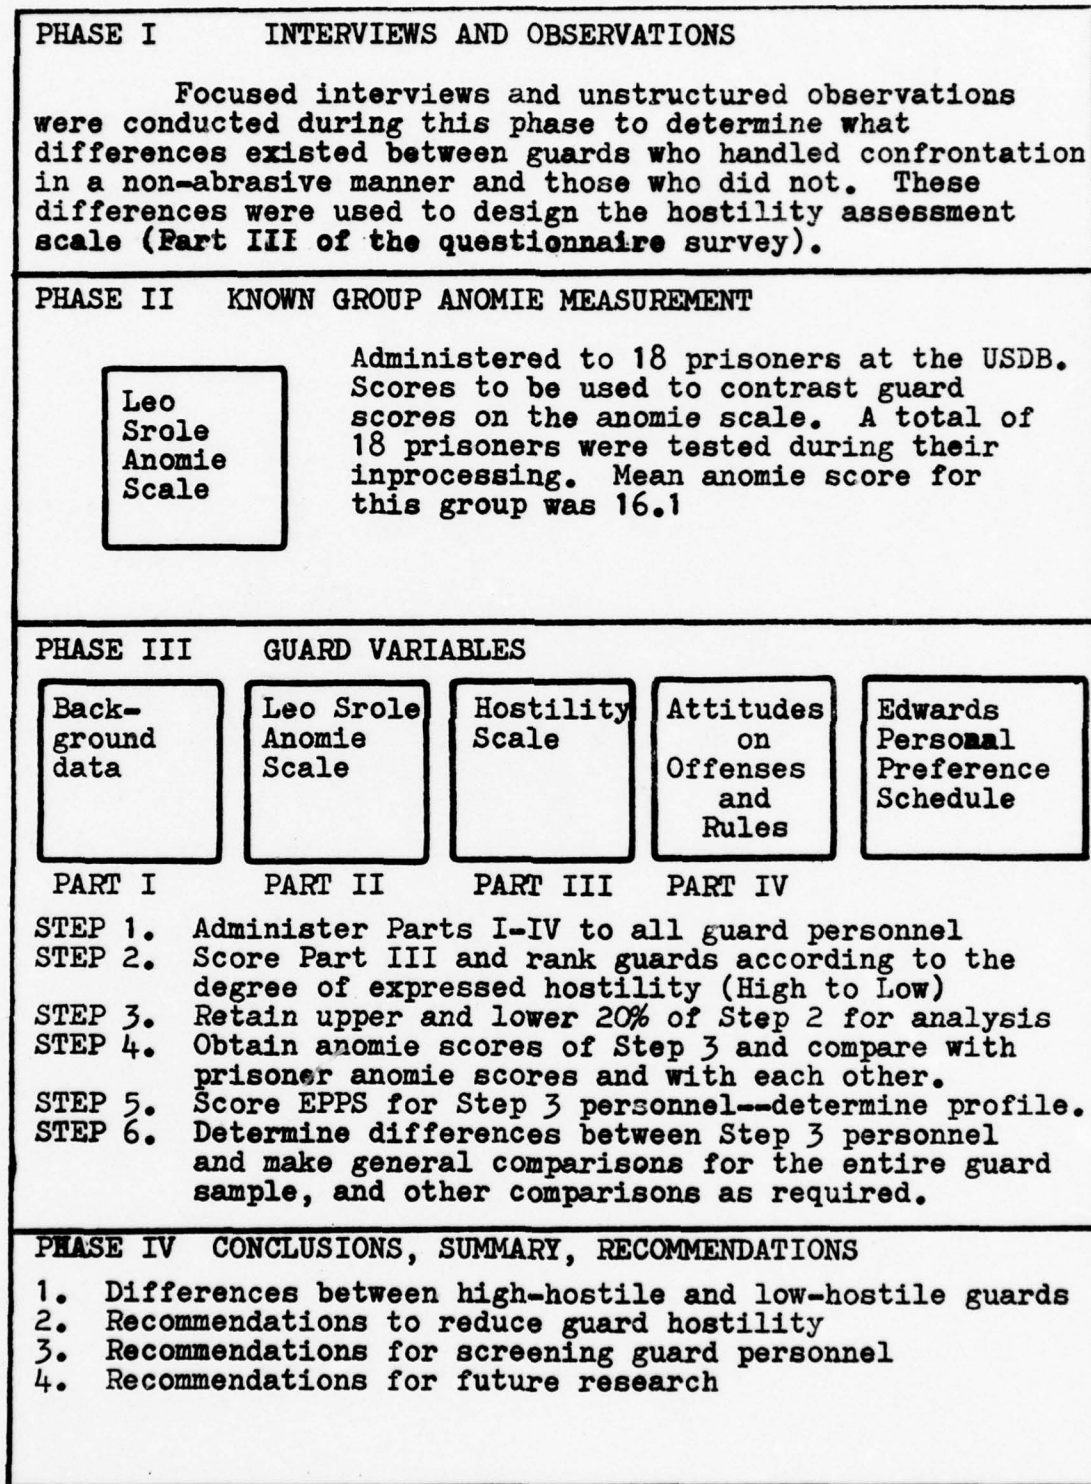 PHASE I INTERVIEWS AND OBSERVATIONS
Focused interviews and unstructured observations
were conducted during this phase to determine what
differences existed between guards who handled confrontation
in a non-abrasive manner and those who did not. These
differences were used to design the hostility assessment
scale (Part III of the questionnaire survey).
PHASE II KNOWN GROUP ANOMIE MEASUREMENT
Leo
Srole
Anomie
Scale
Administered to 18 prisoners at the USDB.
Scores to be used to contrast guard
scores on the anomie scale. A total of
18 prisoners were tested during their
inprocessing. Mean anomie score for
this group was 16.1
PHASE III GUARD VARIABLES
Back-
ground
data
Leo Srole
Anomie
Scale
Hostility
Scale
Attitudes
on
Offenses
and
Rules
Edwards
Personal
Preference
Schedule
PART I PART II PART III PART IV
STEP 1. Administer Parts I-IV to all guard personnel
STEP 2. Score Part III and rank guards according to the
degree of expressed hostility (High to Low)
STEP 3. Retain upper and lower 20% of Step 2 for analysis
STEP 4. Obtain anomie scores of Step 3 and compare with
prisoner anomie scores and with each other.
STEP 5. Score EPPS for Step 3 personnel--determine profile.
STEP 6. Determine differences between Step 3 personnel
and make general comparisons for the entire guard
sample, and other comparisons as required.
PHASE IV CONCLUSIONS, SUMMARY, RECOMMENDATIONS
1. Differences between high-hostile and low-hostile guards
2. Recommendations to reduce guard hostility
3. Recommendations for screening guard personnel
4. Recommendations for future research